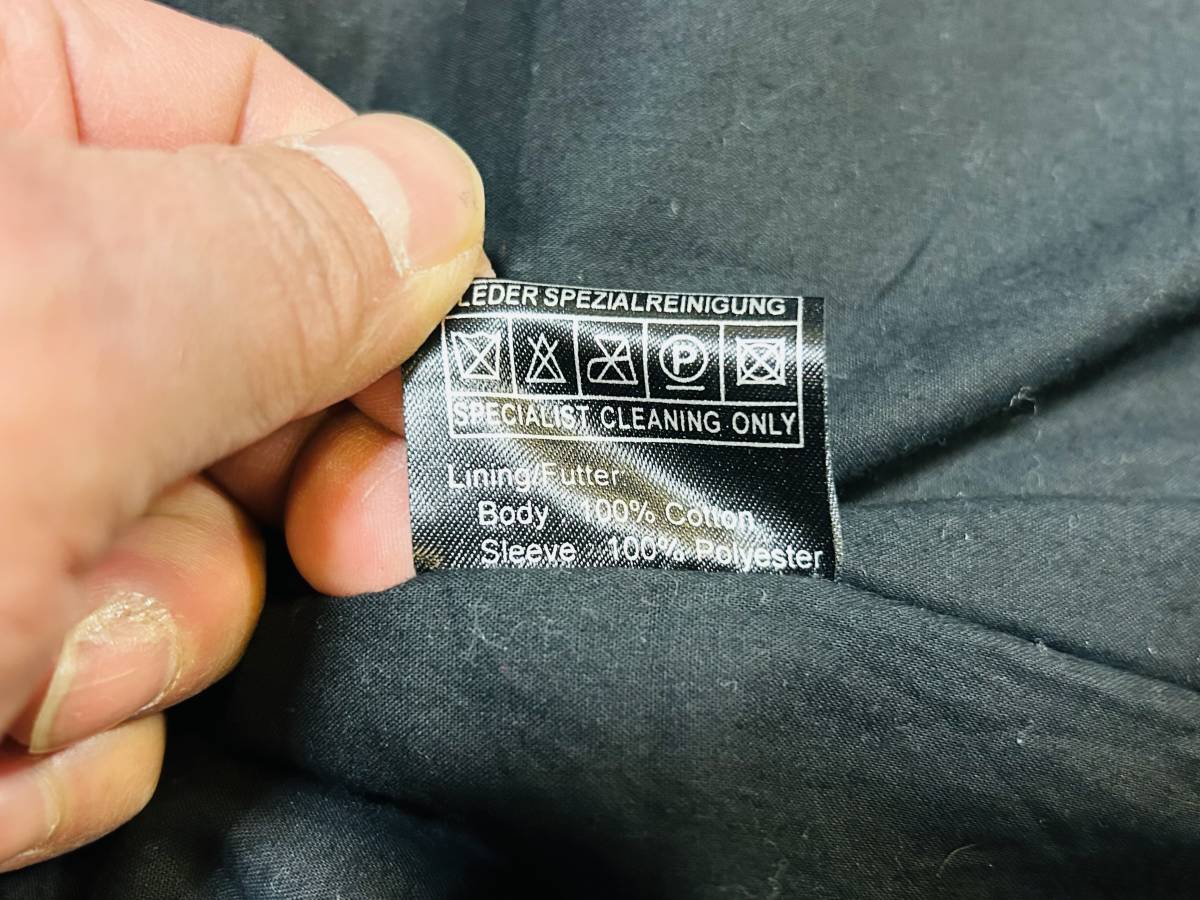 LEDER SPEZIALREINIGUNG
P
SPECIALIST CLEANING ONLY
Lining/Futter
Body : 100% Cotton
Sleeve 100% Polyester